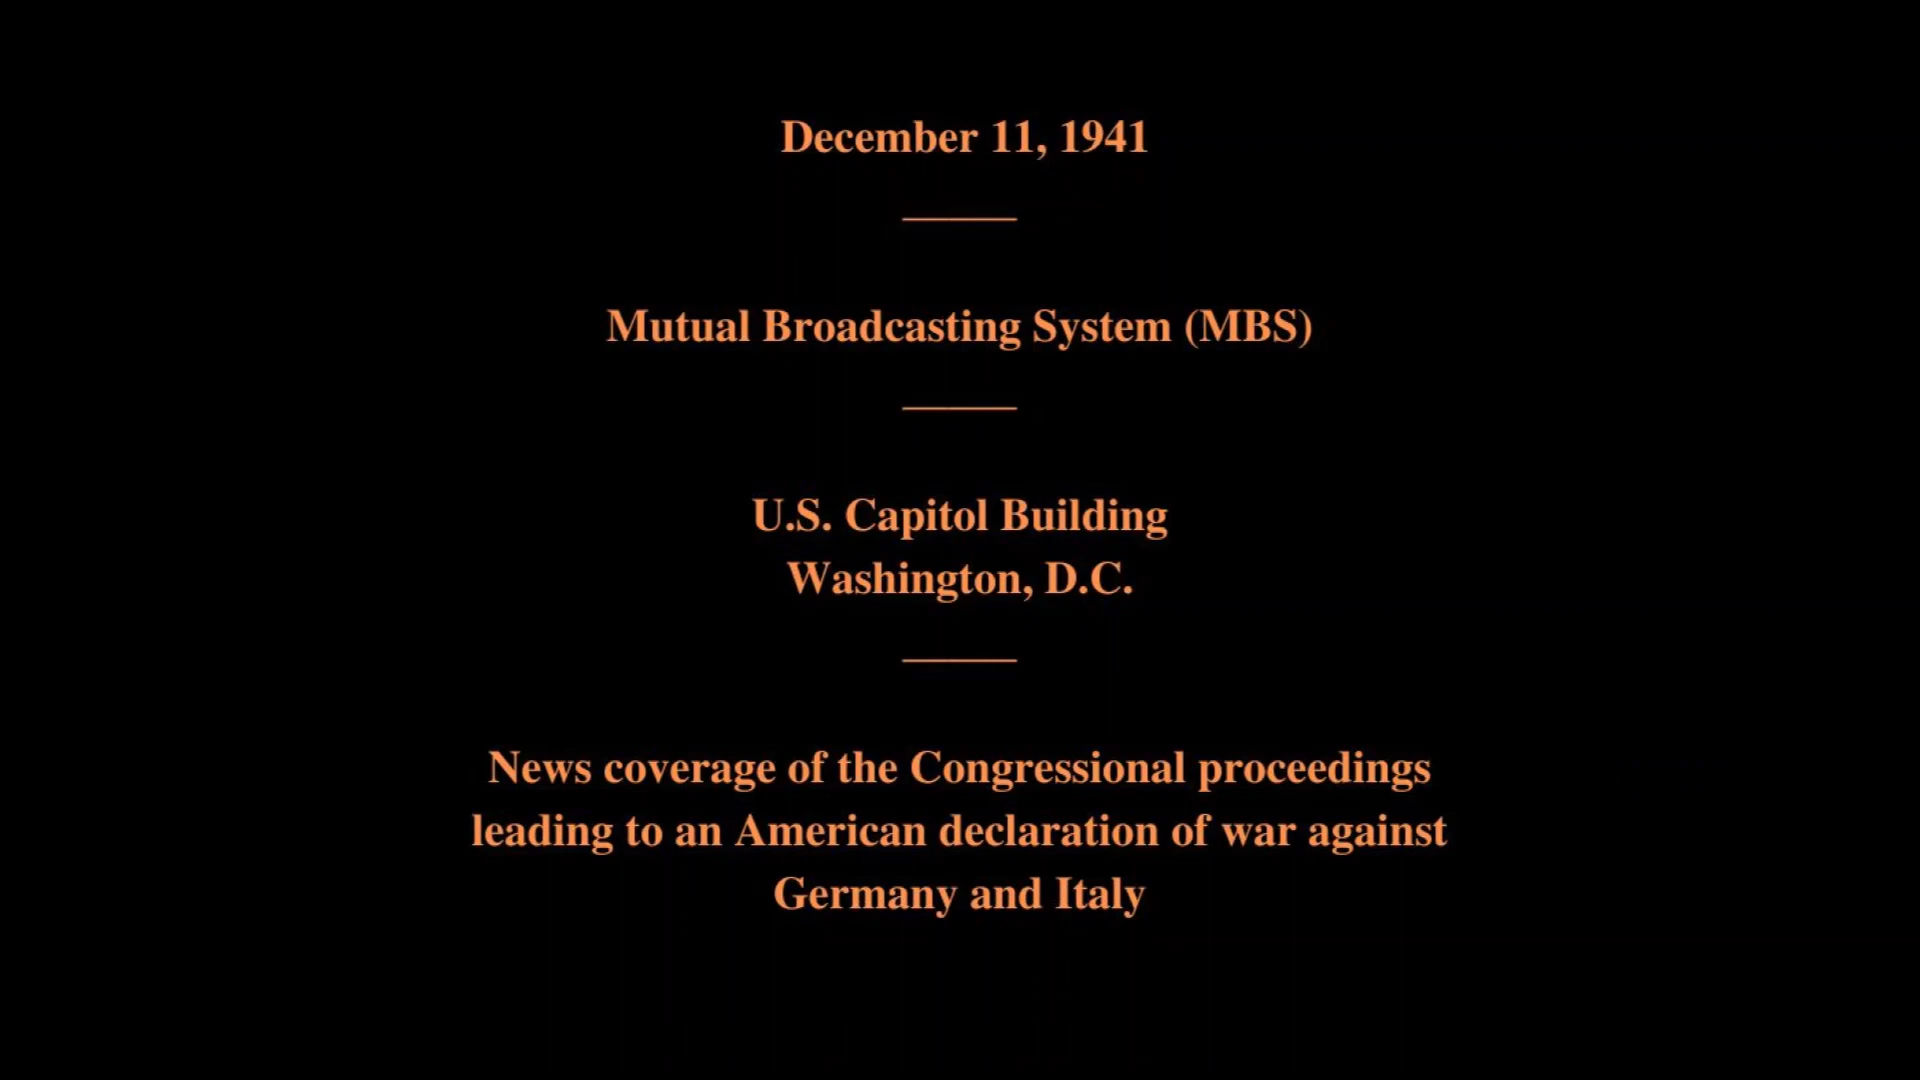 December 11, 1941
Mutual Broadcasting System (MBS)
U.S. Capitol Building
Washington, D.C.
News coverage of the Congressional proceedings
leading to an American declaration of war against
Germany and Italy